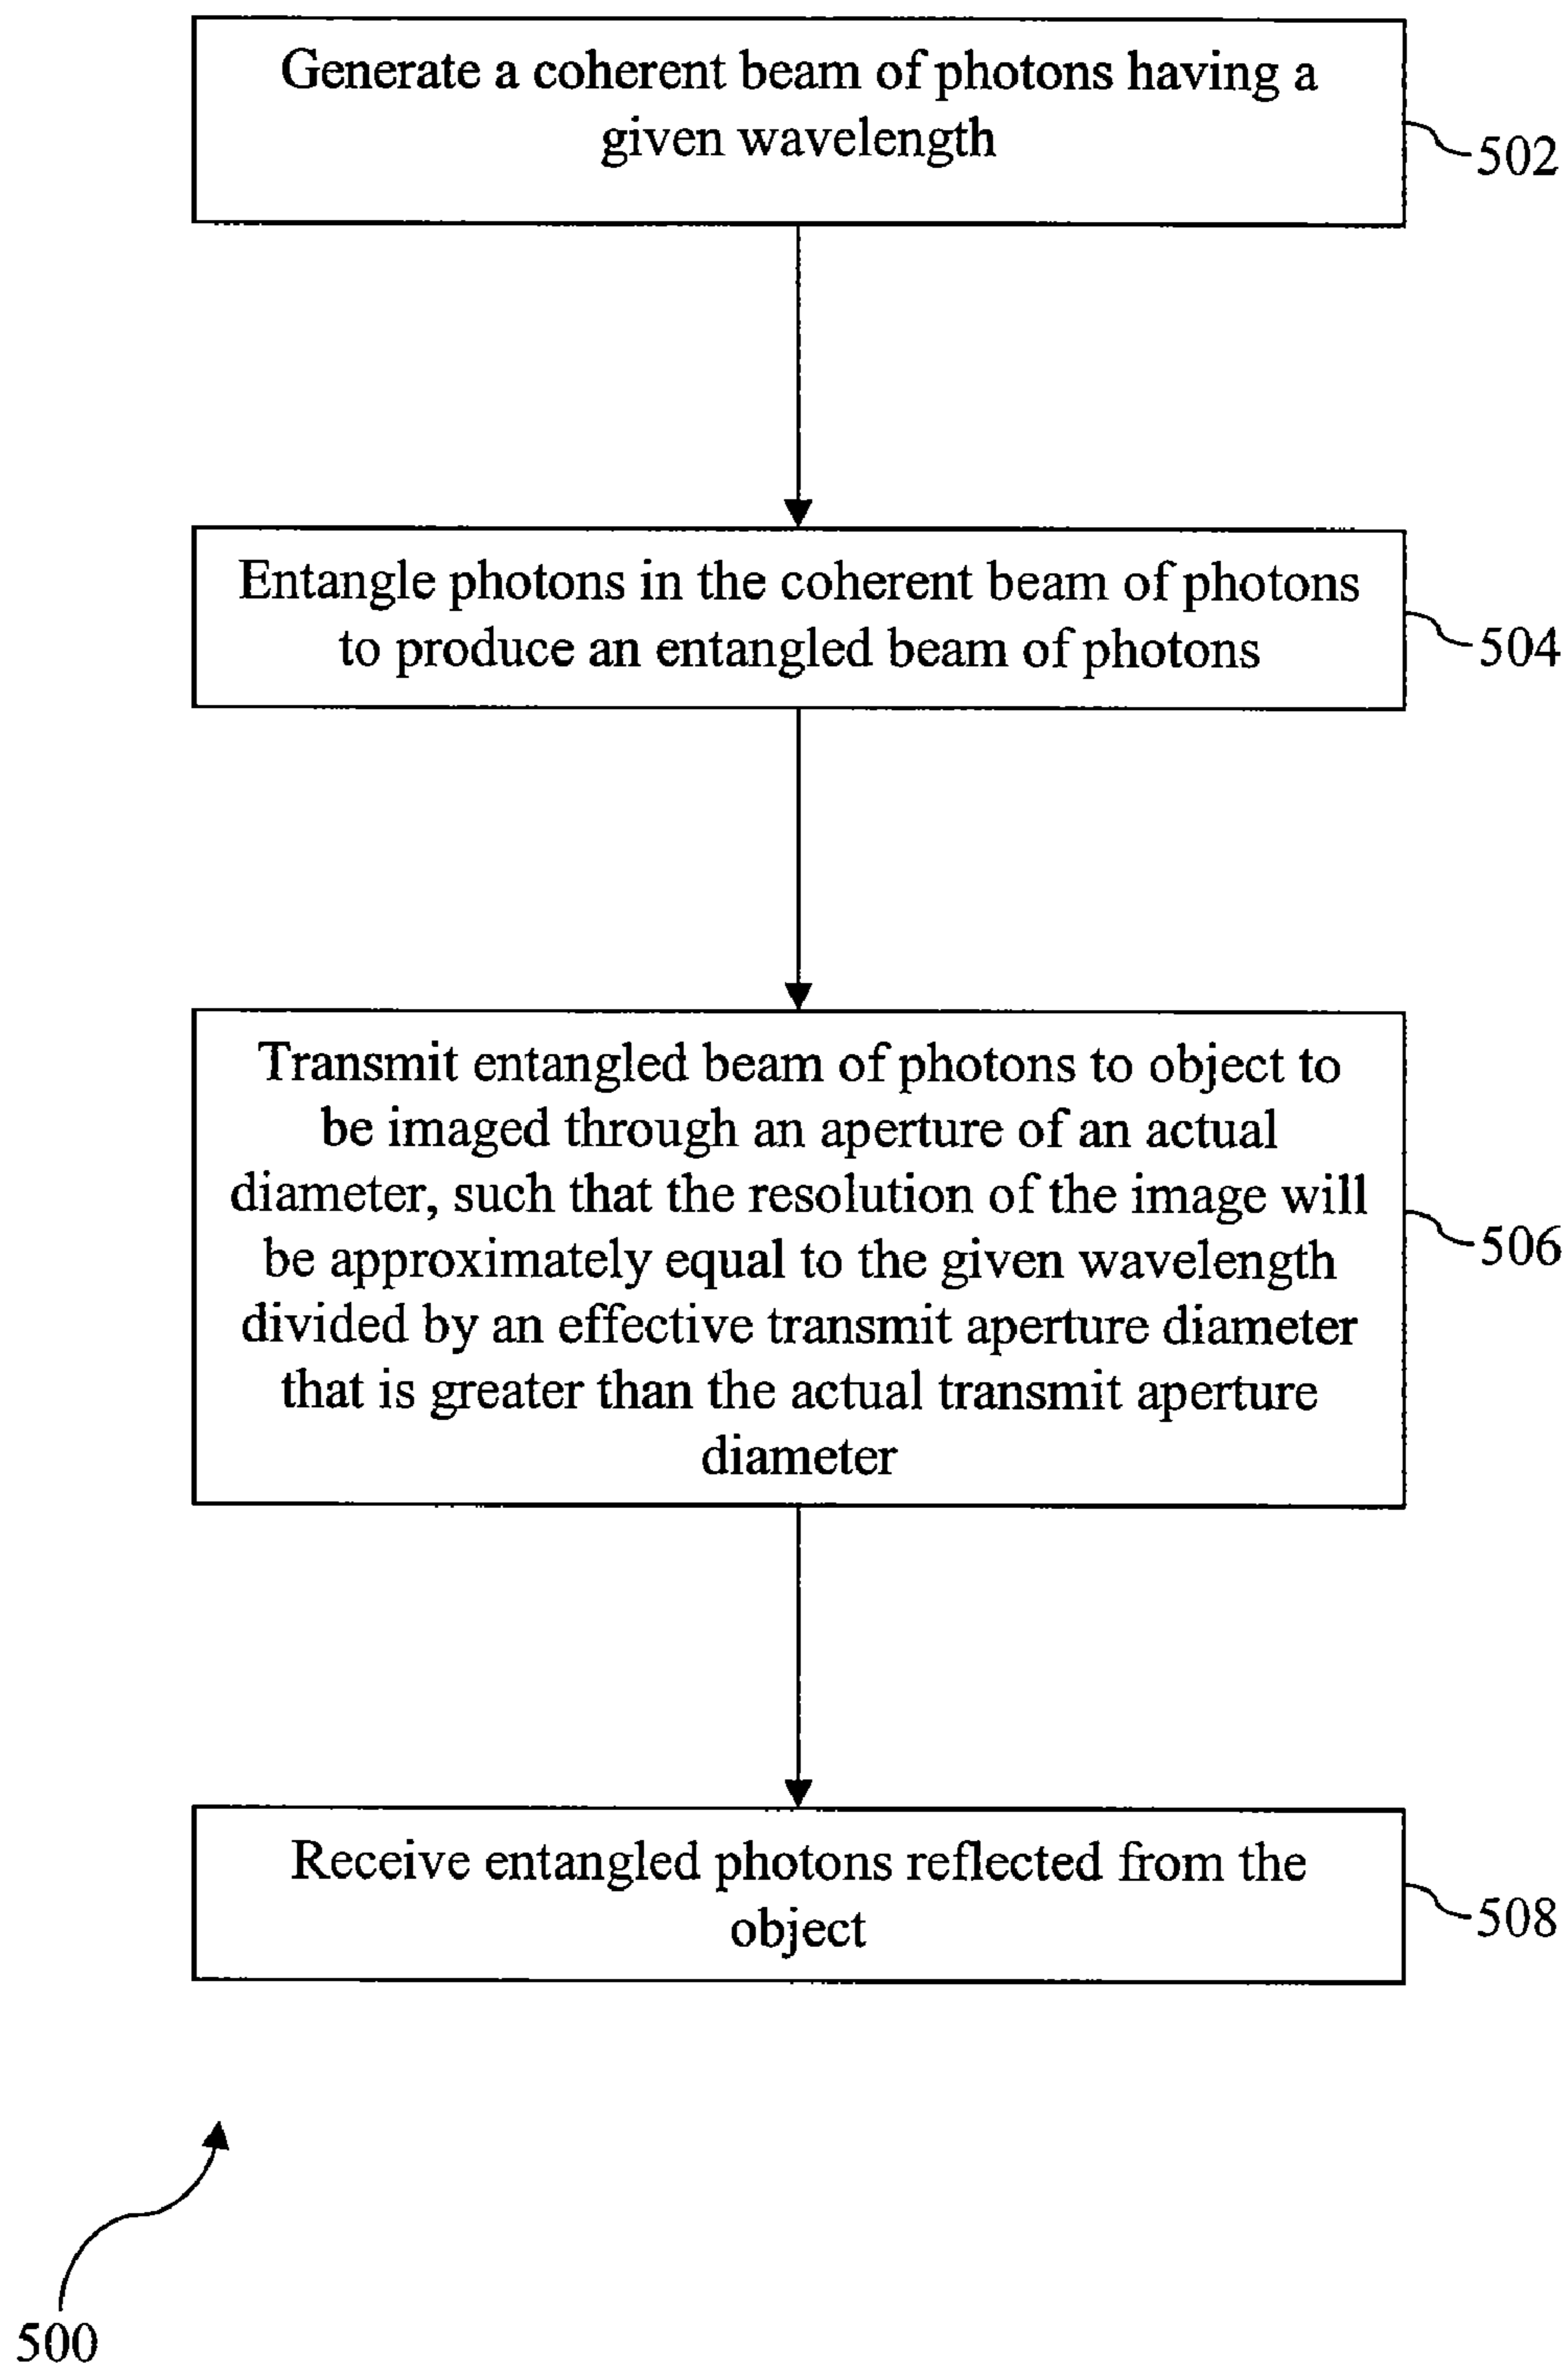 Generate a coherent beam of photons having a
given wavelength
502
Entangle photons in the coherent beam of photons
to produce an entangled beam of photons
504
Transmit entangled beam of photons to object to
be imaged through an aperture of an actual
diameter, such that the resolution of the image will
be approximately equal to the given wavelength
divided by an effective transmit aperture diameter
that is greater than the actual transmit aperture
diameter
506
Receive entangled photons reflected from the
object
508
500